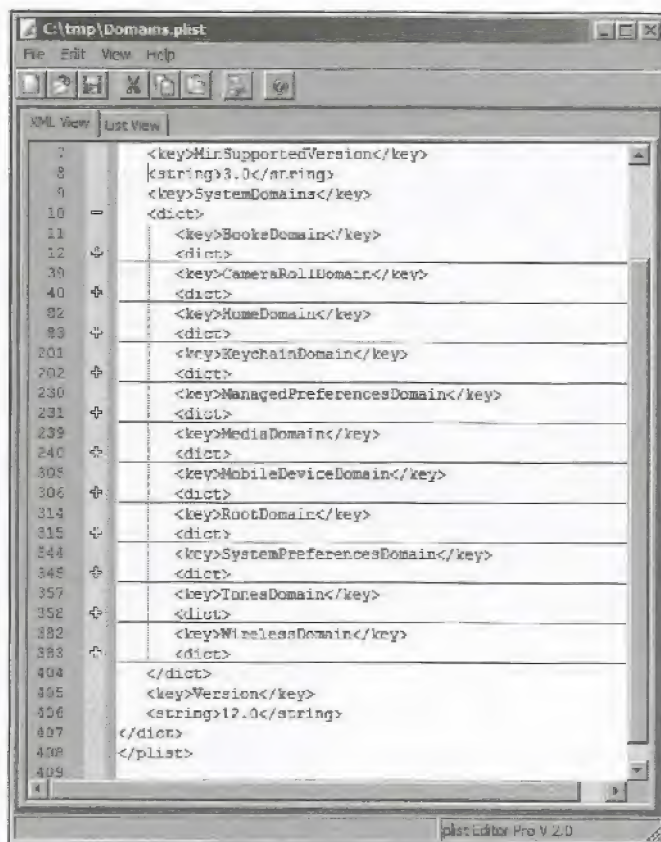 C:\tmp\Domains.plist
File Edit View Help
XML View List View
7 <key>MinSupportedVersion</key>
8 <string>3.0</string>
9 <key>SystemDomains</key>
10 <dict>
11 <key>BooksDomain</key>
12 <dict>
39 <key>CameraRollDomain</key>
40 <dict>
82 <key>HomeDomain</key>
83 <dict>
201 <key>KeychainDomain</key>
202 <dict>
230 <key>ManagedPreferencesDomain</key>
231 <dict>
239 <key>MediaDomain</key>
240 <dict>
305 <key>MobileDeviceDomain</key>
306 <dict>
314 <key>RootDomain</key>
315 <dict>
344 <key>SystemPreferencesDomain</key>
345 <dict>
357 <key>TonesDomain</key>
358 <dict>
382 <key>WirelessDomain</key>
383 <dict>
404 </dict>
405 <key>Version</key>
406 <string>12.0</string>
407 </dict>
408 </plist>
409
plist Editor Pro V 2.0